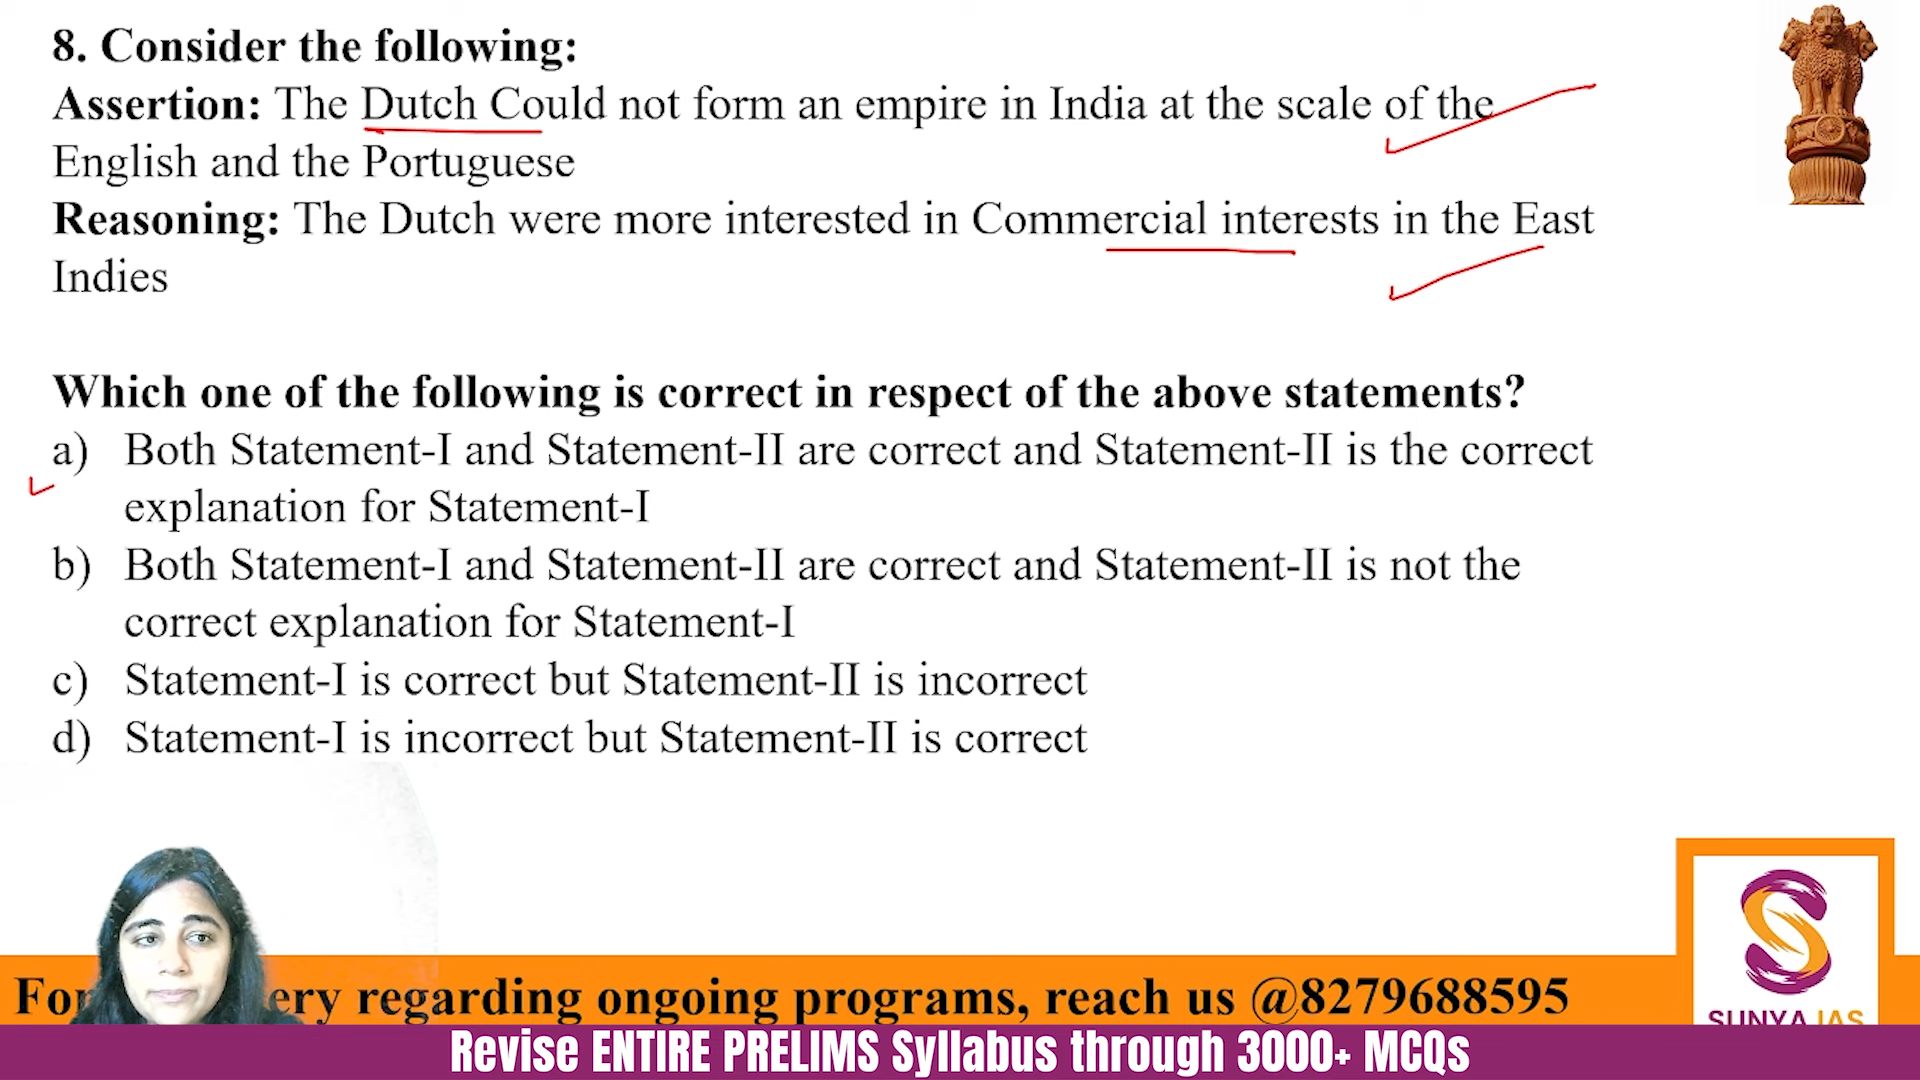 8. Consider the following:
Assertion: The Dutch Could not form an empire in India at the scale of the
English and the Portuguese
Reasoning: The Dutch were more interested in Commercial interests in the East
Indies
Which one of the following is correct in respect of the above statements?
a) Both Statement-I and Statement-II are correct and Statement-II is the correct
explanation for Statement-I
b) Both Statement-I and Statement-II are correct and Statement-II is not the
correct explanation for Statement-I
c) Statement-I is correct but Statement-II is incorrect
d) Statement-I is incorrect but Statement-II is correct
regarding ongoing programs, reach us @8279688595
SUNYA IAS
Revise ENTIRE PRELIMS Syllabus through 3000+ MCQs